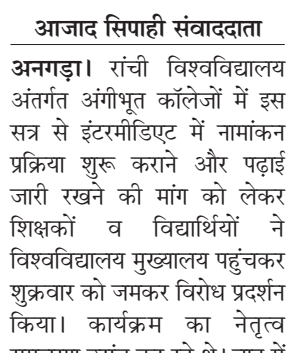 आजाद सिपाही संवाददाता
अनगड़ा। रांची विश्वविद्यालय
अंतर्गत अंगीभूत कॉलेजों में इस
सत्र से इंटरमीडिएट में नामांकन
प्रक्रिया शुरू कराने और पढ़ाई
जारी रखने की मांग को लेकर
शिक्षकों व विद्यार्थियों ने
विश्वविद्यालय मुख्यालय पहुंचकर
शुक्रवार को जमकर विरोध प्रदर्शन
किया। कार्यक्रम का नेतृत्व